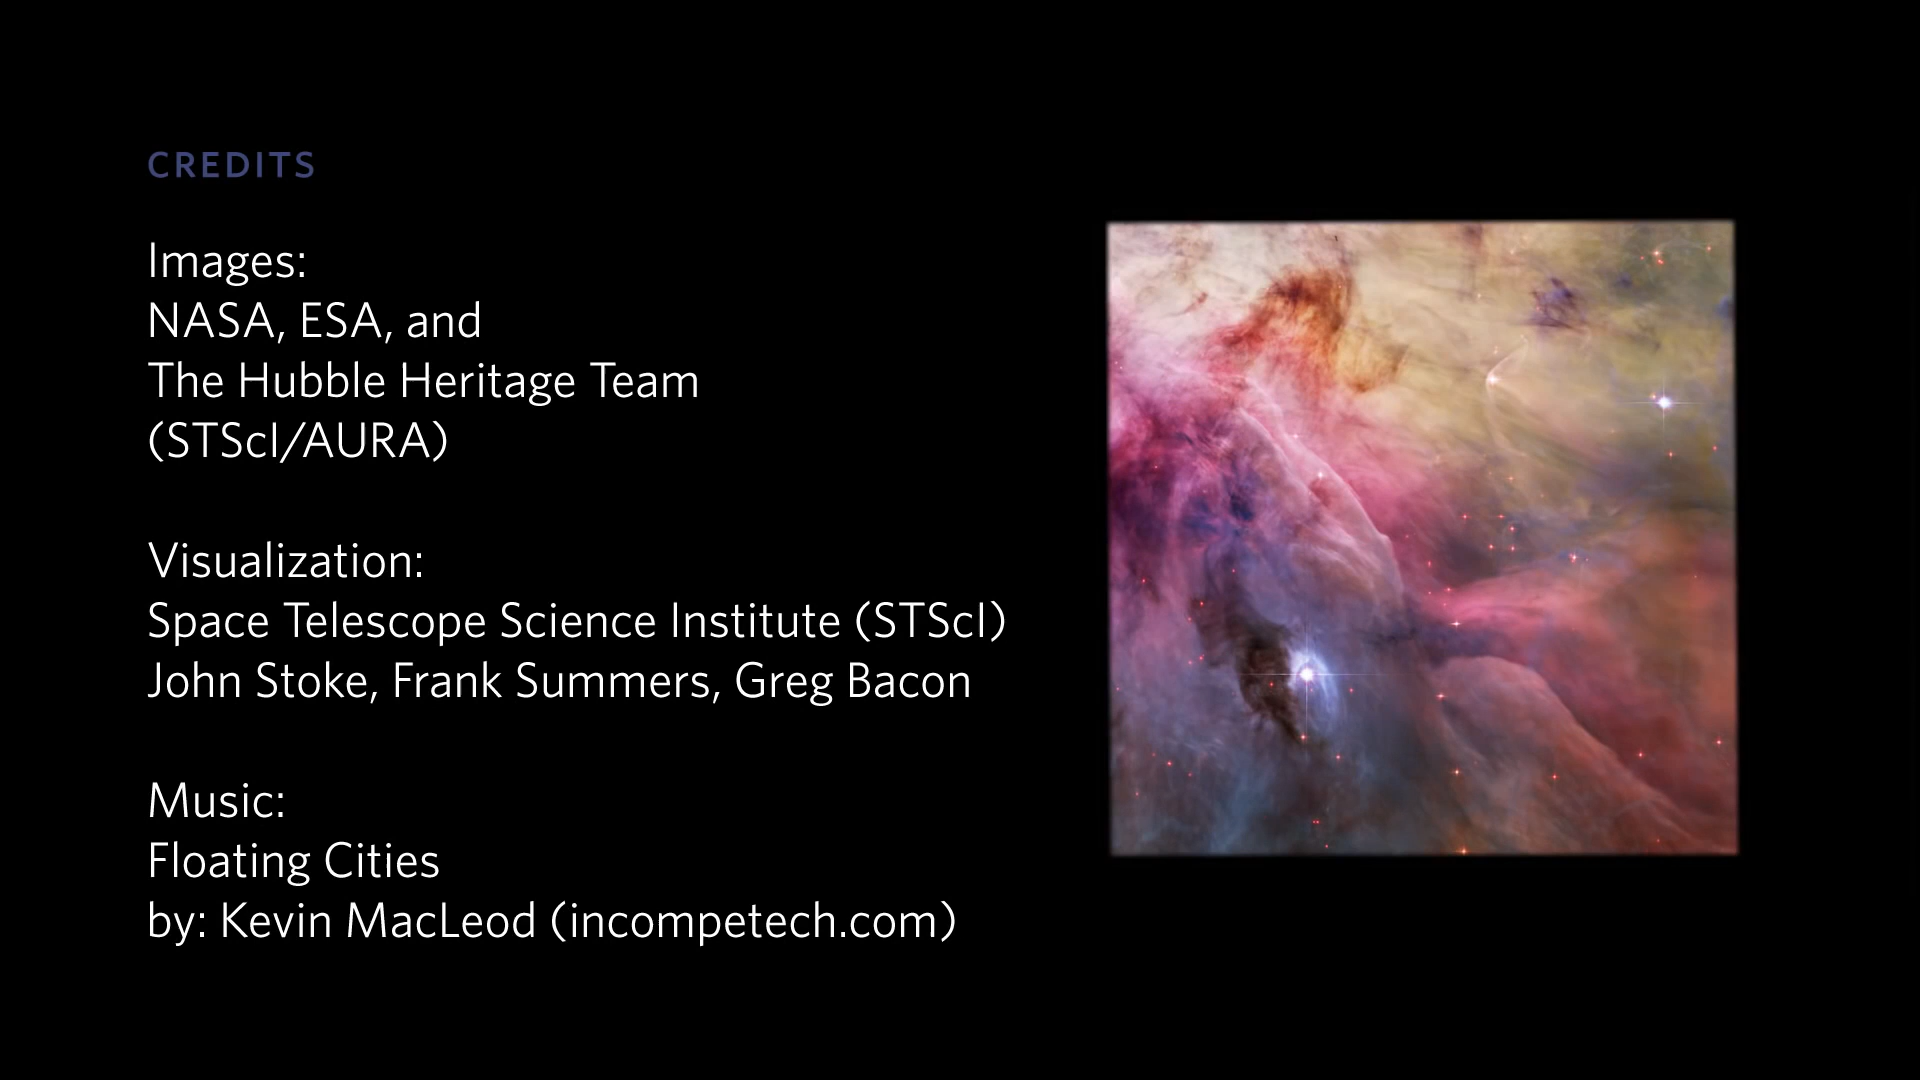 CREDITS
Images:
NASA, ESA, and
The Hubble Heritage Team
(STScI/AURA)
Visualization:
Space Telescope Science Institute (STScI)
John Stoke, Frank Summers, Greg Bacon
Music:
Floating Cities
by: Kevin MacLeod (incompetech.com)